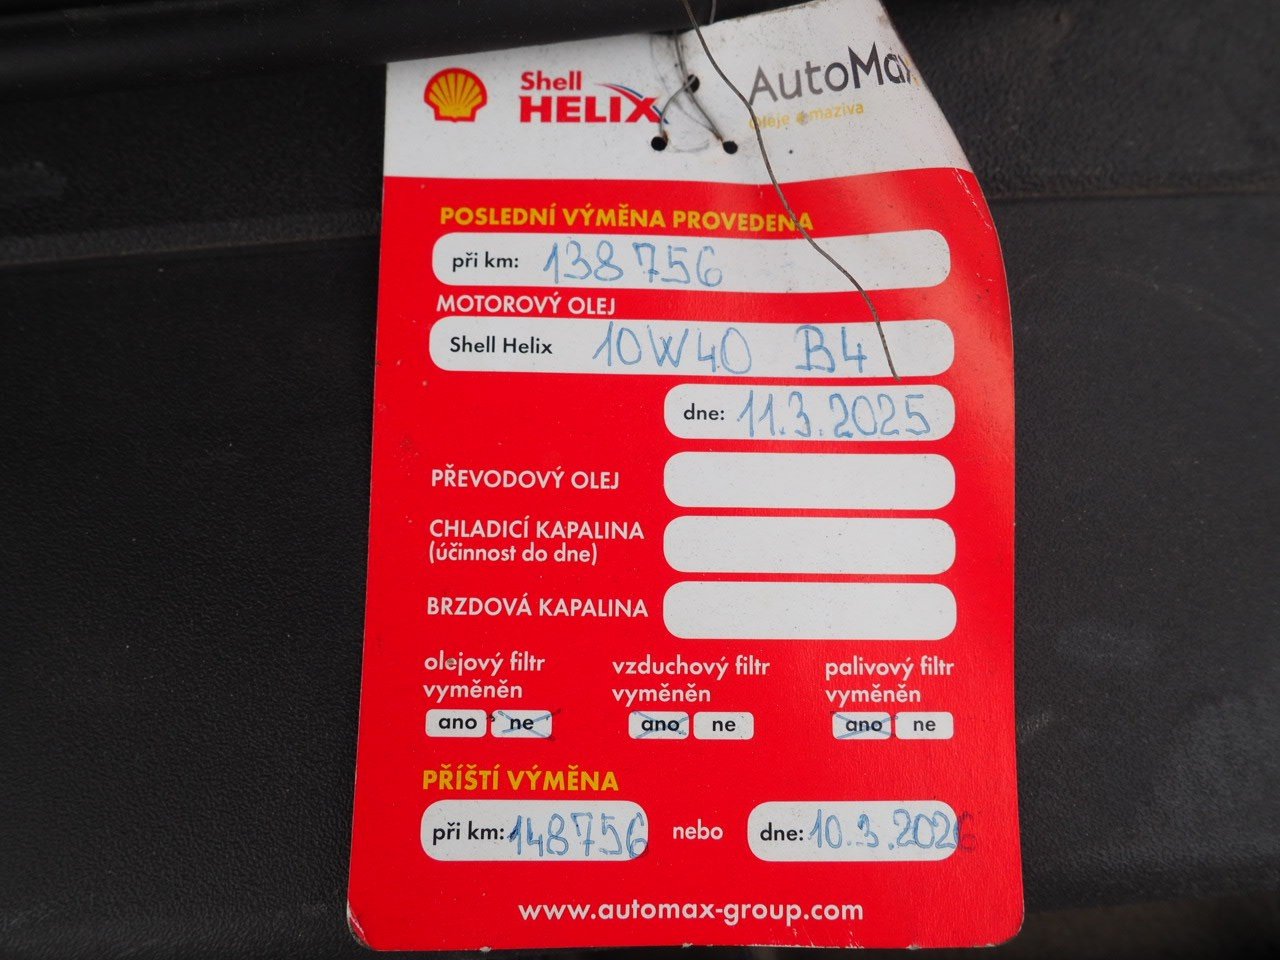 Shell
HELIX
AutoMax
oleje a maziva
POSLEDNÍ VÝMĚNA PROVEDENA
při km: 138756
MOTOROVÝ OLEJ
Shell Helix 10W40 B4
dne: 11.3.2025
PŘEVODOVÝ OLEJ
CHLADICÍ KAPALINA
(účinnost do dne)
BRZDOVÁ KAPALINA
olejový filtr vzduchový filtr palivový filtr
vyměněn vyměněn vyměněn
ano ne ano ne ano ne
PŘÍŠTÍ VÝMĚNA
při km: 148756 nebo dne: 10.3.2026
www.automax-group.com